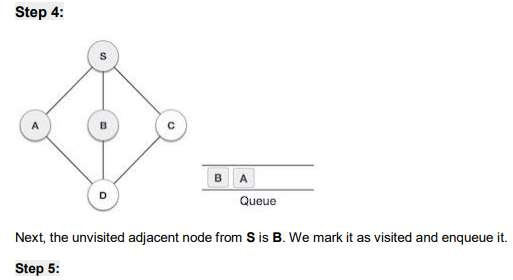 Step 4:
S
A B C
B A
D
Queue
Next, the unvisited adjacent node from S is B. We mark it as visited and enqueue it.
Step 5: